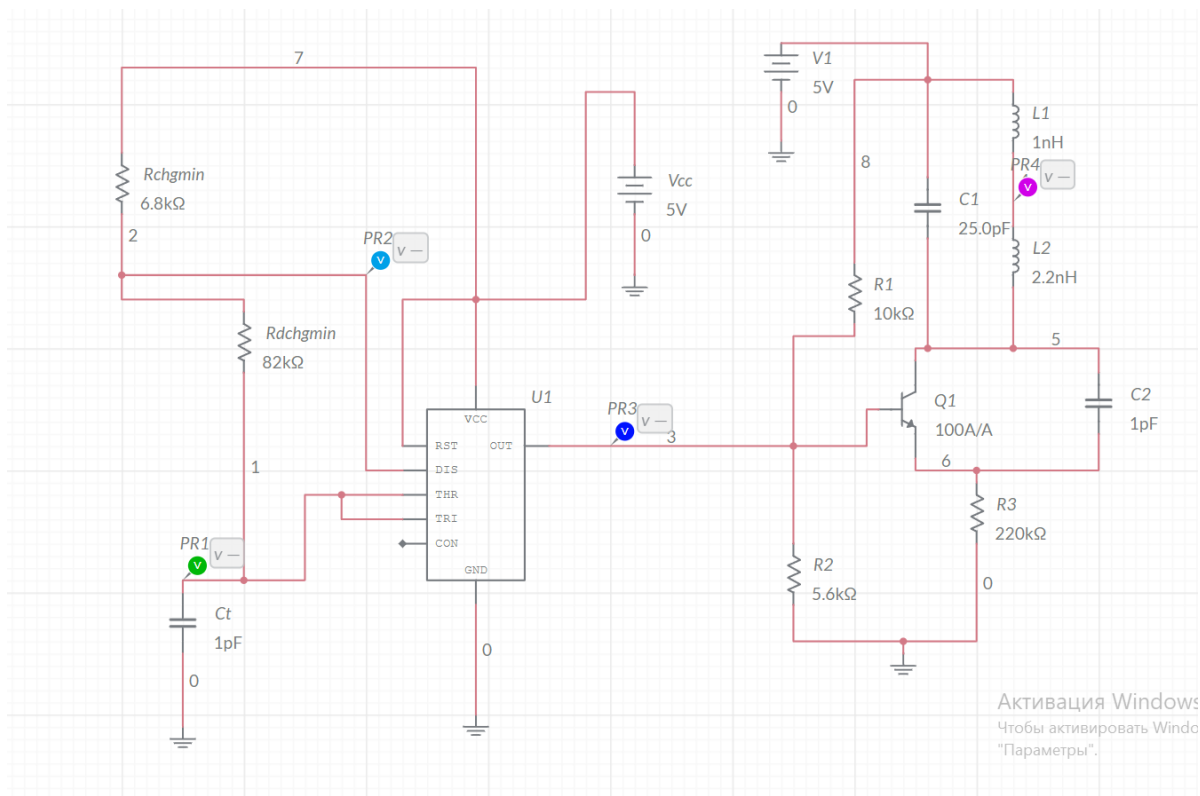 7
V1
5V
0
L1
1nH
PR4
V
v —
8
Rchgmin
6.8kΩ
Vcc
5V
C1
25.0pF
2
PR2
V
v —
0
L2
2.2nH
R1
10kΩ
Rdchgmin
82kΩ
5
U1
C2
1pF
Q1
100A/A
PR3
V
v —
3
VCC
RST
OUT
DIS
THR
TRI
CON
GND
6
1
R3
220kΩ
PR1
V
v —
R2
5.6kΩ
0
Ct
1pF
0
0
Активация Windows
Чтобы активировать Windo
"Параметры".